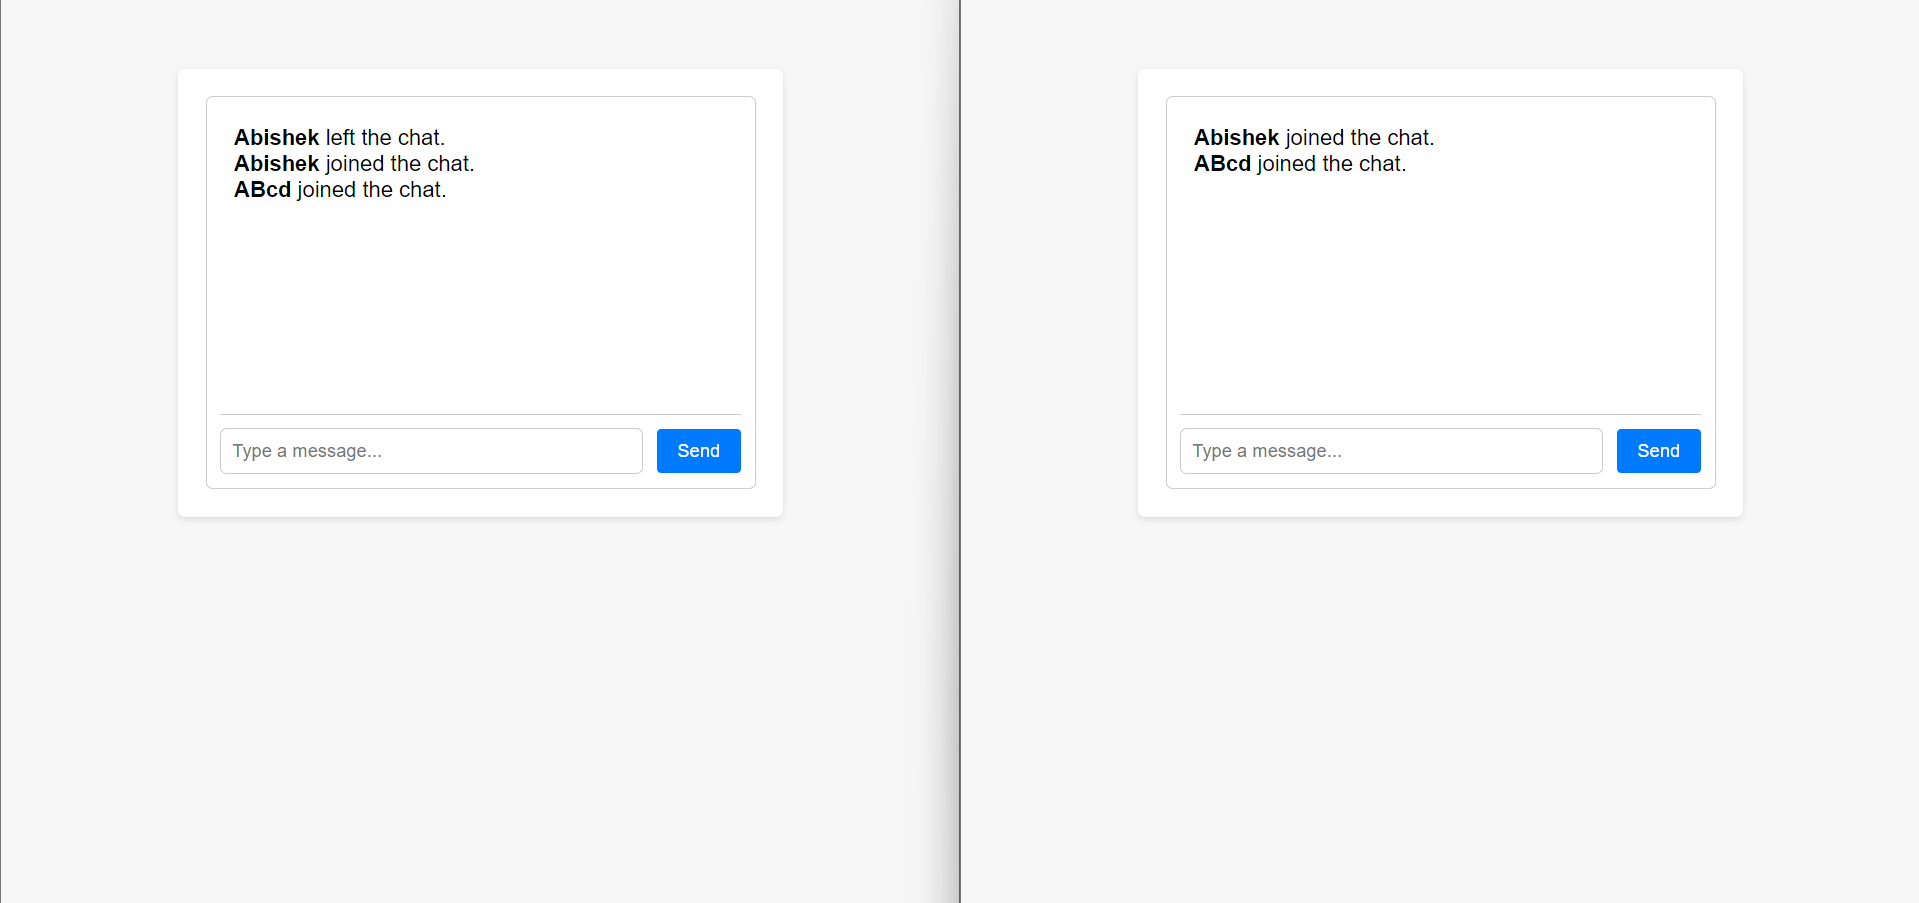 Abishek left the chat.
Abishek joined the chat.
ABcd joined the chat.
Type a message...
Send
Abishek joined the chat.
ABcd joined the chat.
Type a message...
Send